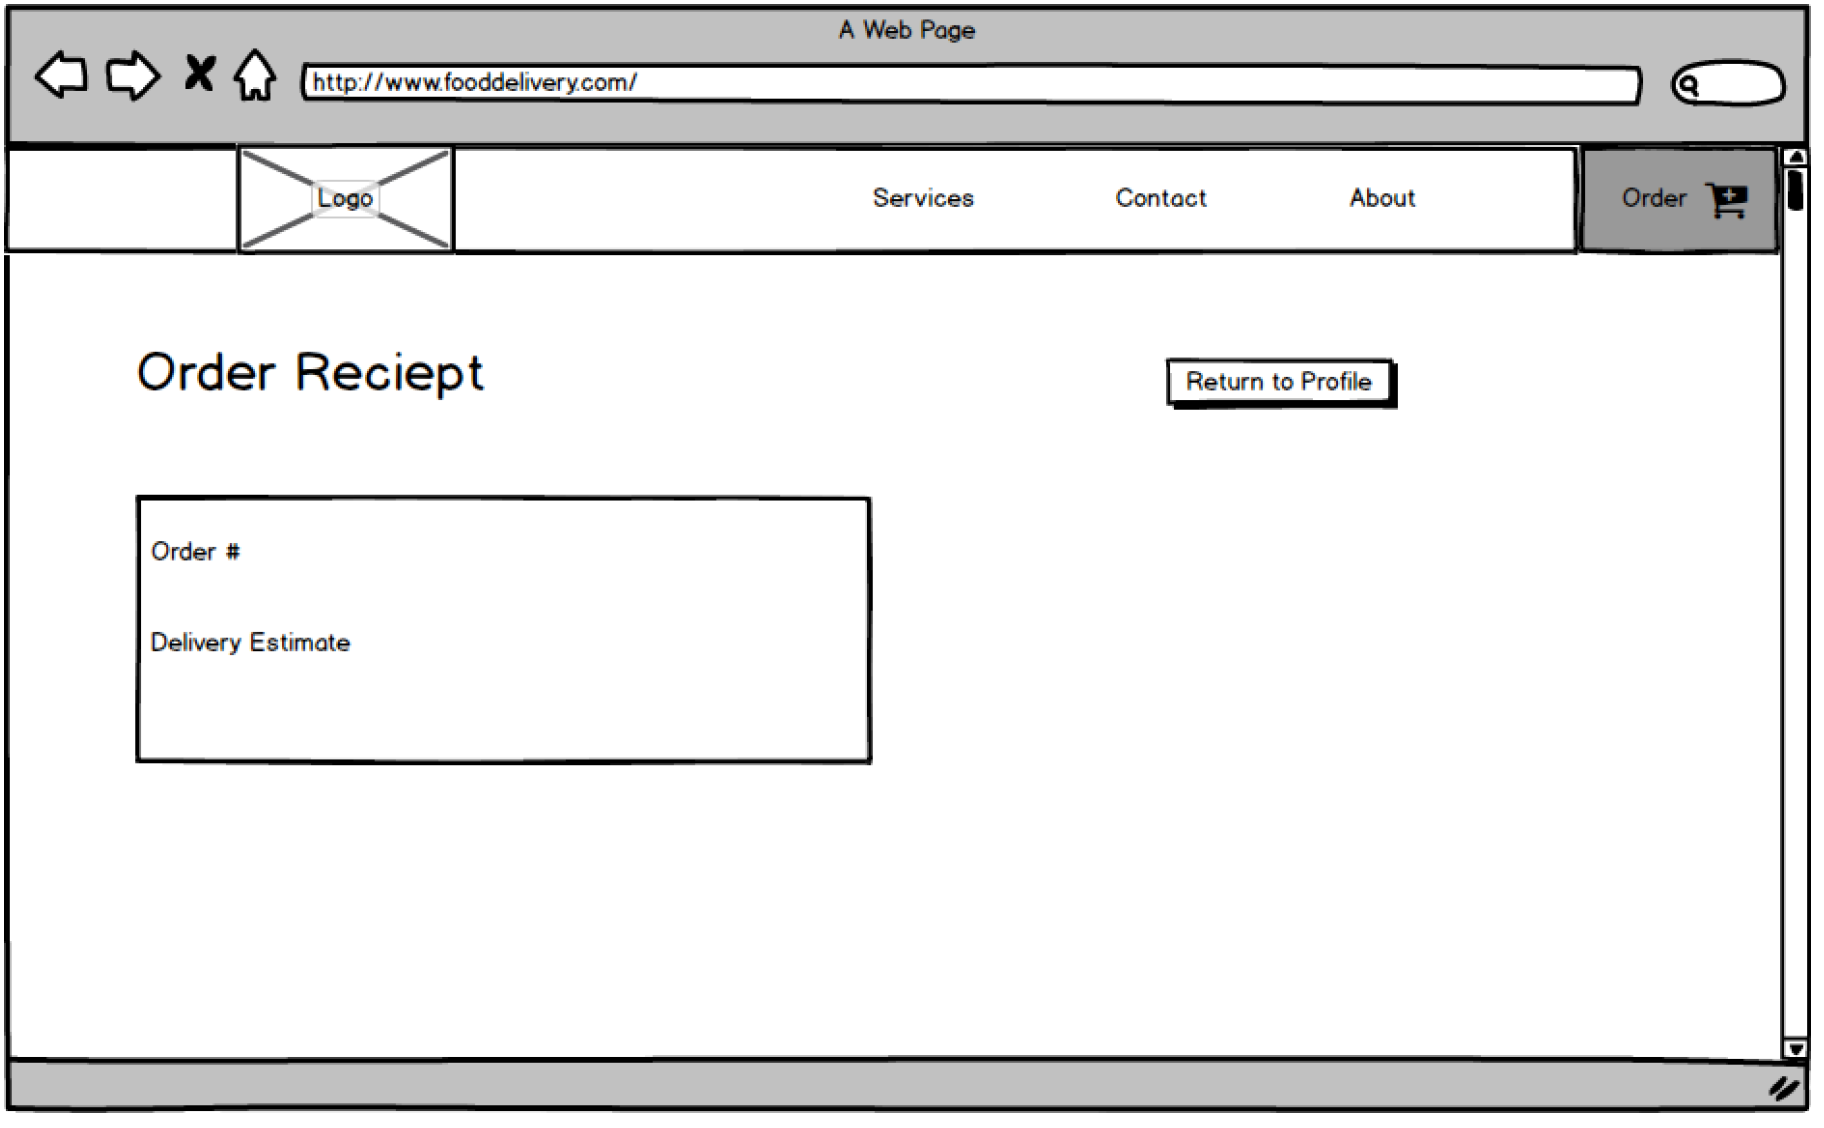 A Web Page
http://www.fooddelivery.com/
Logo
Services
Contact
About
Order
Order Reciept
Return to Profile
Order #
Delivery Estimate